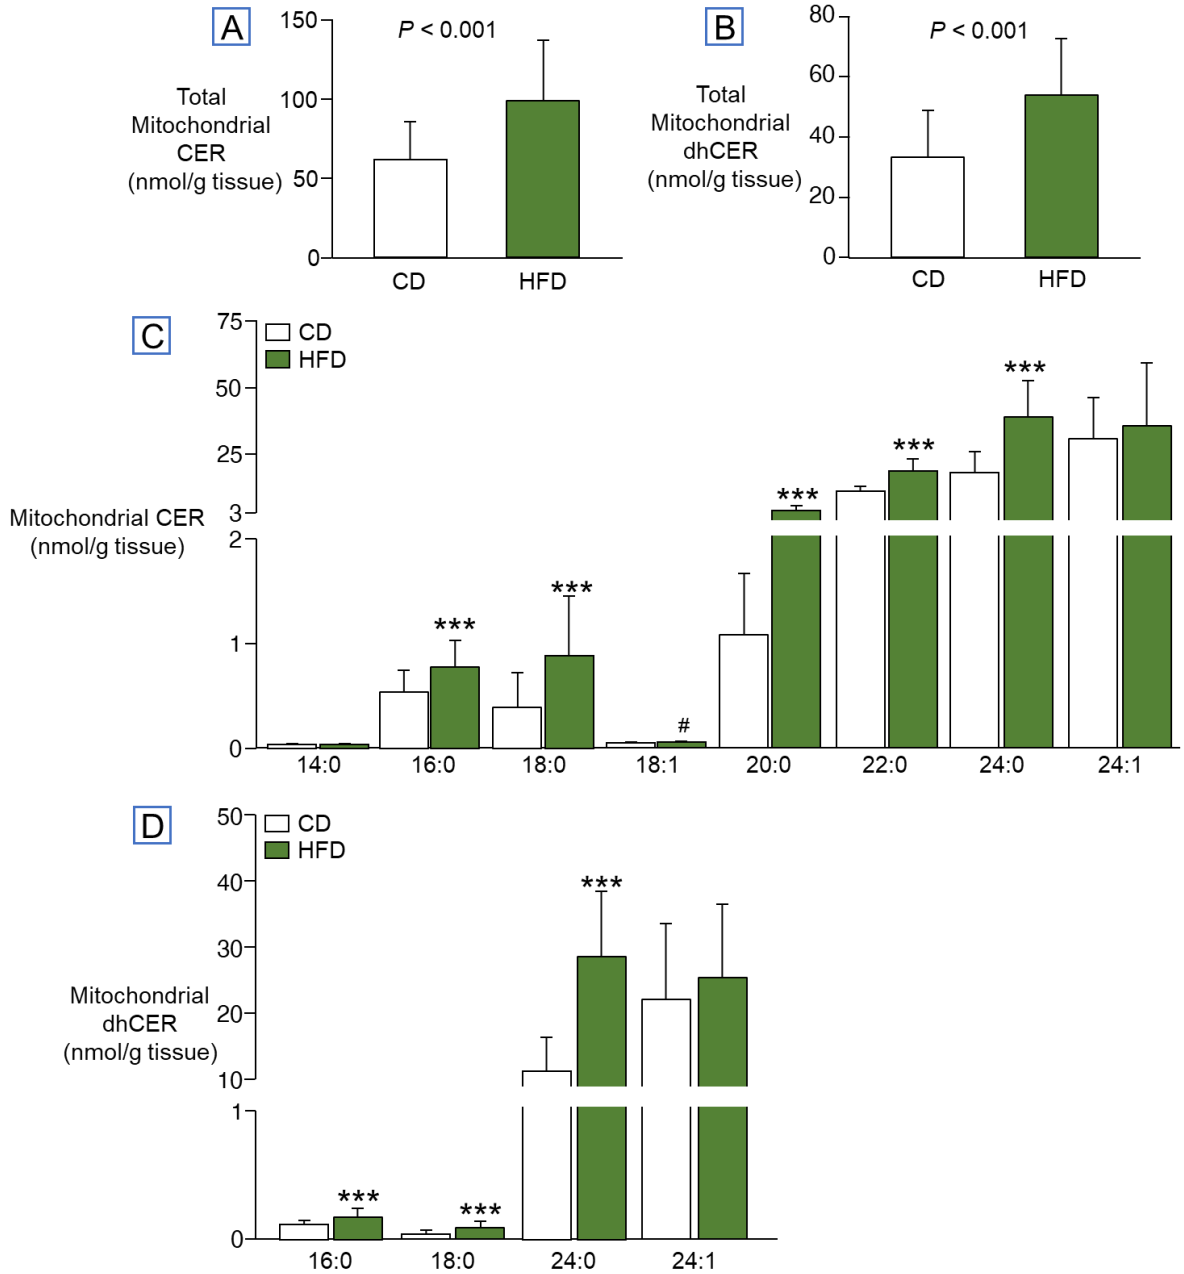 A
150
100
50
0
P < 0.001
Total
Mitochondrial
CER
(nmol/g tissue)
CD
HFD
B
80
60
40
20
0
P < 0.001
Total
Mitochondrial
dhCER
(nmol/g tissue)
CD
HFD
C
75
50
25
3
2
1
0
CD
HFD
Mitochondrial CER
(nmol/g tissue)
***
***
#
***
***
***
14:0
16:0
18:0
18:1
20:0
22:0
24:0
24:1
D
50
40
30
20
10
1
0
CD
HFD
Mitochondrial
dhCER
(nmol/g tissue)
***
***
***
16:0
18:0
24:0
24:1